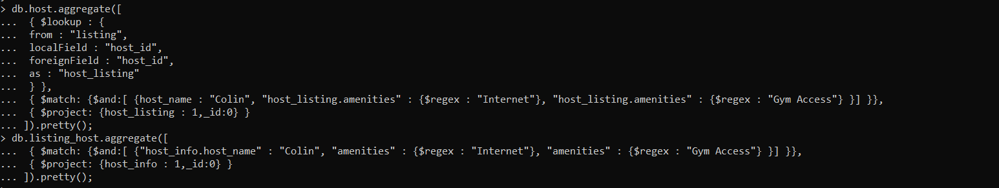 > db.host.aggregate([
...  { $lookup : {
...  from : "listing",
...  localField : "host_id",
...  foreignField : "host_id",
...  as : "host_listing"
...  } },
...  { $match: {$and:[ {host_name : "Colin", "host_listing.amenities" : {$regex : "Internet"}, "host_listing.amenities" : {$regex : "Gym Access"} }] }},
...  { $project: {host_listing : 1,_id:0} }
... ]).pretty();
> db.listing_host.aggregate([
...  { $match: {$and:[ {"host_info.host_name" : "Colin", "amenities" : {$regex : "Internet"}, "amenities" : {$regex : "Gym Access"} }] }},
...  { $project: {host_info : 1,_id:0} }
... ]).pretty();